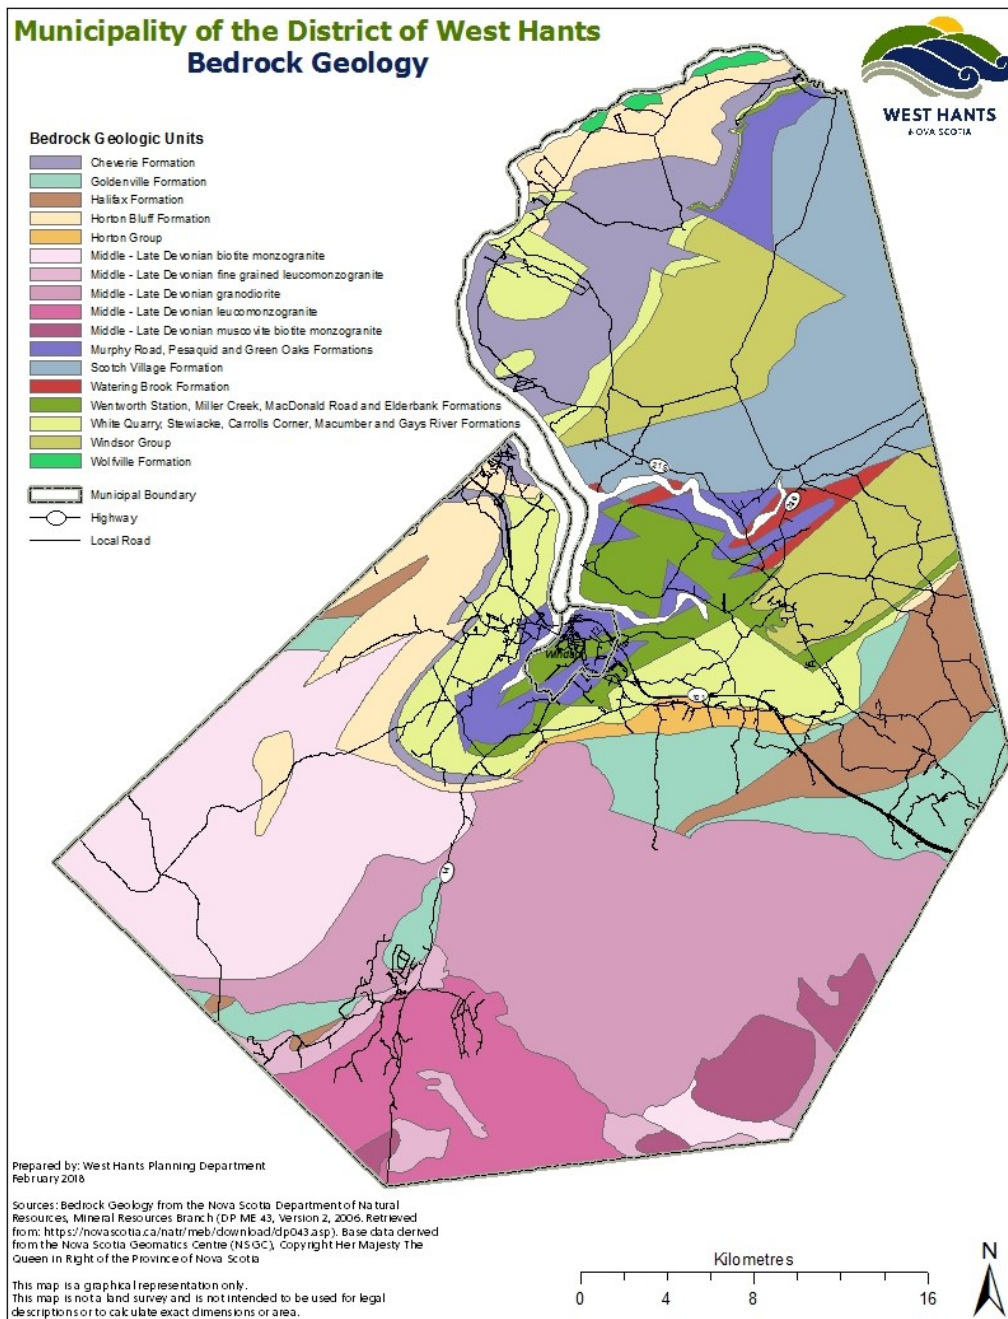 Municipality of the District of West Hants
Bedrock Geology
WEST HANTS
NOVA SCOTIA
Bedrock Geologic Units
Cheverie Formation
Goldenville Formation
Halifax Formation
Horton Bluff Formation
Horton Group
Middle - Late Devonian biotite monzogranite
Middle - Late Devonian fine grained leucomonzogranite
Middle - Late Devonian granodiorite
Middle - Late Devonian leucomonzogranite
Middle - Late Devonian muscovite biotite monzogranite
Murphy Road, Pesaquid and Green Oaks Formations
Scotch Village Formation
Watering Brook Formation
Wentworth Station, Miller Creek, MacDonald Road and Elderbank Formations
White Quarry, Stewiacke, Carrolls Corner, Macumber and Gays River Formations
Windsor Group
Wolfville Formation
Municipal Boundary
Highway
Local Road
215
14
Prepared by: West Hants Planning Department
February 2018
Sources: Bedrock Geology from the Nova Scotia Department of Natural
Resources, Mineral Resources Branch (DP ME 43, Version 2, 2006. Retrieved
from: https://novascotia.ca/natr/meb/download/dp043.asp). Base data derived
from the Nova Scotia Geomatics Centre (NSGC), Copyright Her Majesty The
Queen in Right of the Province of Nova Scotia
This map is a graphical representation only.
This map is not a land survey and is not intended to be used for legal
descriptions or to calculate exact dimensions or area.
Kilometres
0 4 8 16
N